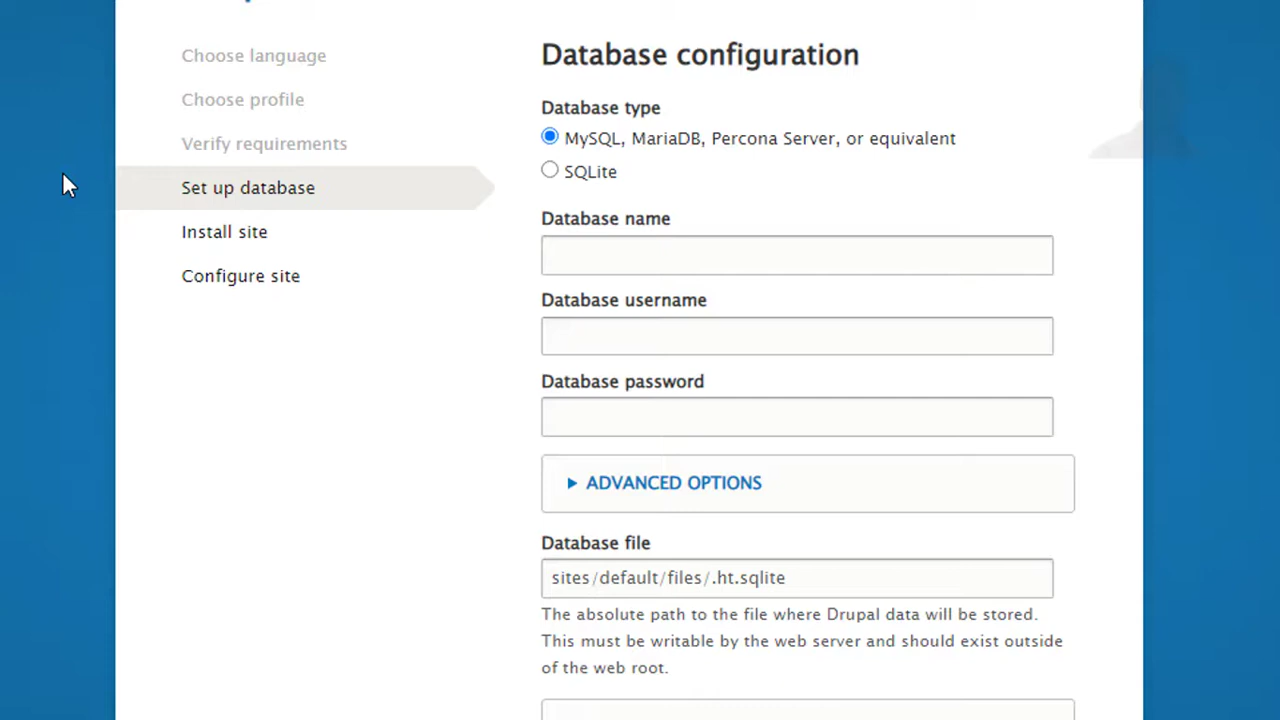 Choose language
Choose profile
Verify requirements
Set up database
Install site
Configure site
Database configuration
Database type
MySQL, MariaDB, Percona Server, or equivalent
SQLite
Database name
Database username
Database password
ADVANCED OPTIONS
Database file
sites/default/files/.ht.sqlite
The absolute path to the file where Drupal data will be stored.
This must be writable by the web server and should exist outside
of the web root.